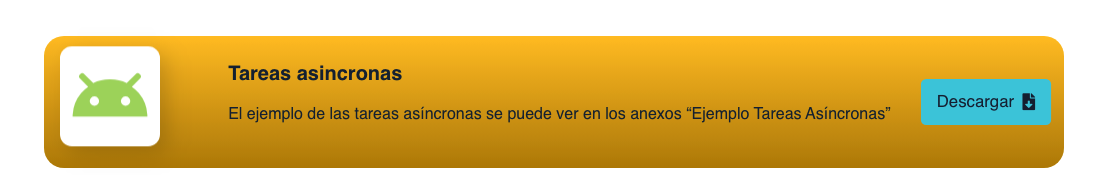 Tareas asincronas
El ejemplo de las tareas asíncronas se puede ver en los anexos “Ejemplo Tareas Asíncronas”
Descargar